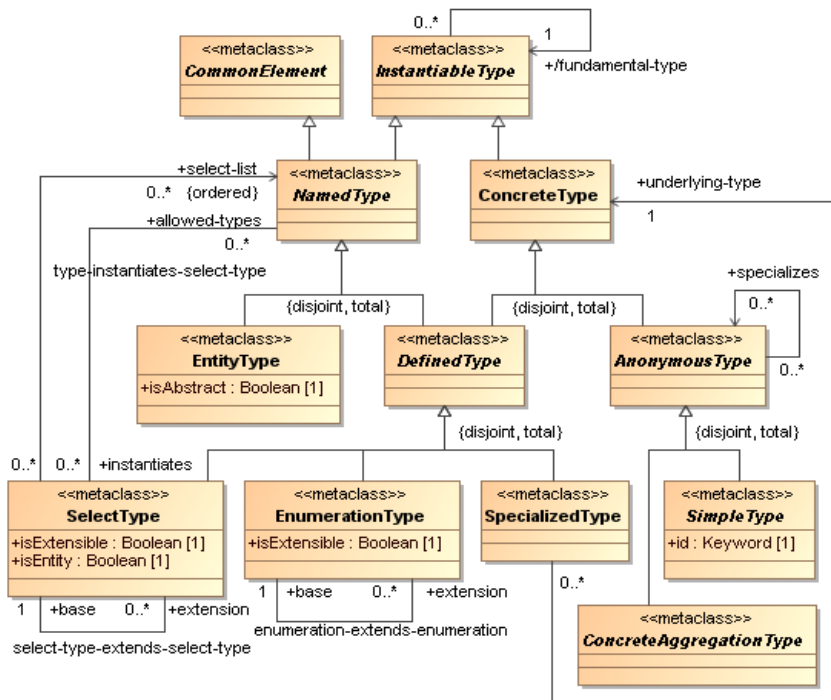 0..*
1
+/fundamental-type
<<metaclass>>
CommonElement
<<metaclass>>
InstantiableType
+select-list
0..* {ordered}
+allowed-types
0..*
type-instantiates-select-type
<<metaclass>>
NamedType
<<metaclass>>
ConcreteType
+underlying-type
1
+specializes
0..*
0..*
{disjoint, total}
{disjoint, total}
<<metaclass>>
EntityType
+isAbstract : Boolean [1]
<<metaclass>>
DefinedType
<<metaclass>>
AnonymousType
{disjoint, total}
{disjoint, total}
0..* 0..* +instantiates
<<metaclass>>
SelectType
+isExtensible : Boolean [1]
+isEntity : Boolean [1]
<<metaclass>>
EnumerationType
+isExtensible : Boolean [1]
<<metaclass>>
SpecializedType
<<metaclass>>
SimpleType
+id : Keyword [1]
0..*
1 +base 0..* +extension
enumeration-extends-enumeration
1 +base 0..* +extension
select-type-extends-select-type
<<metaclass>>
ConcreteAggregationType